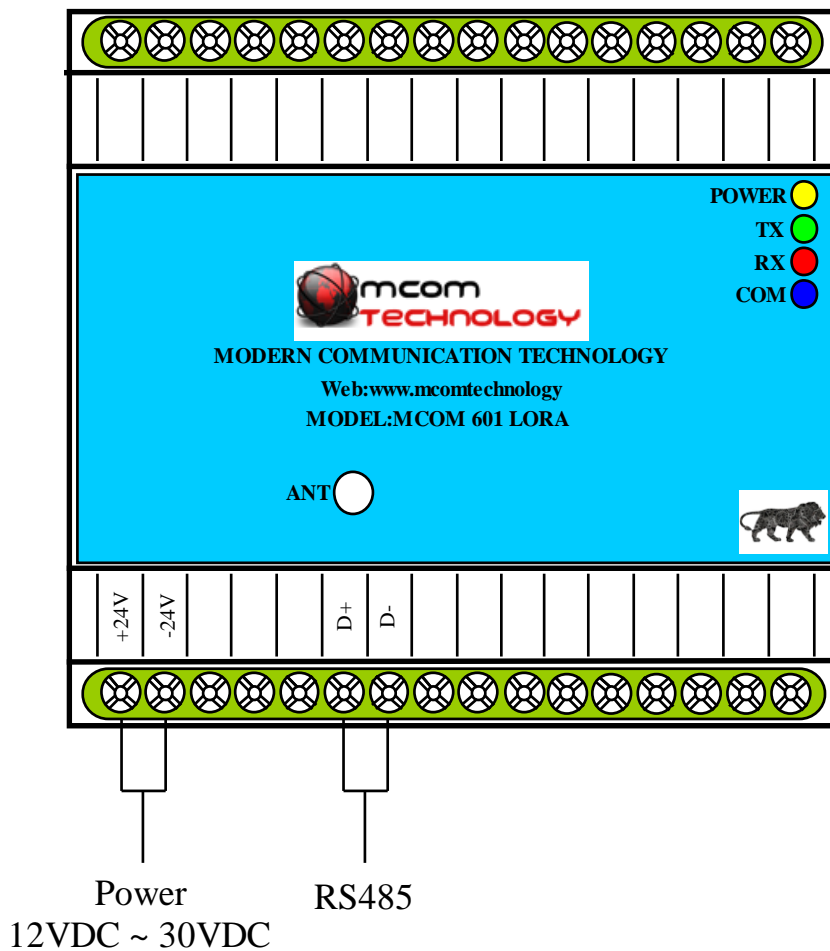 POWER
TX
RX
COM
mcom
TECHNOLOGY
MODERN COMMUNICATION TECHNOLOGY
Web:www.mcomtechnology
MODEL:MCOM 601 LORA
ANT
+24V -24V D+ D-
Power
12VDC ~ 30VDC
RS485